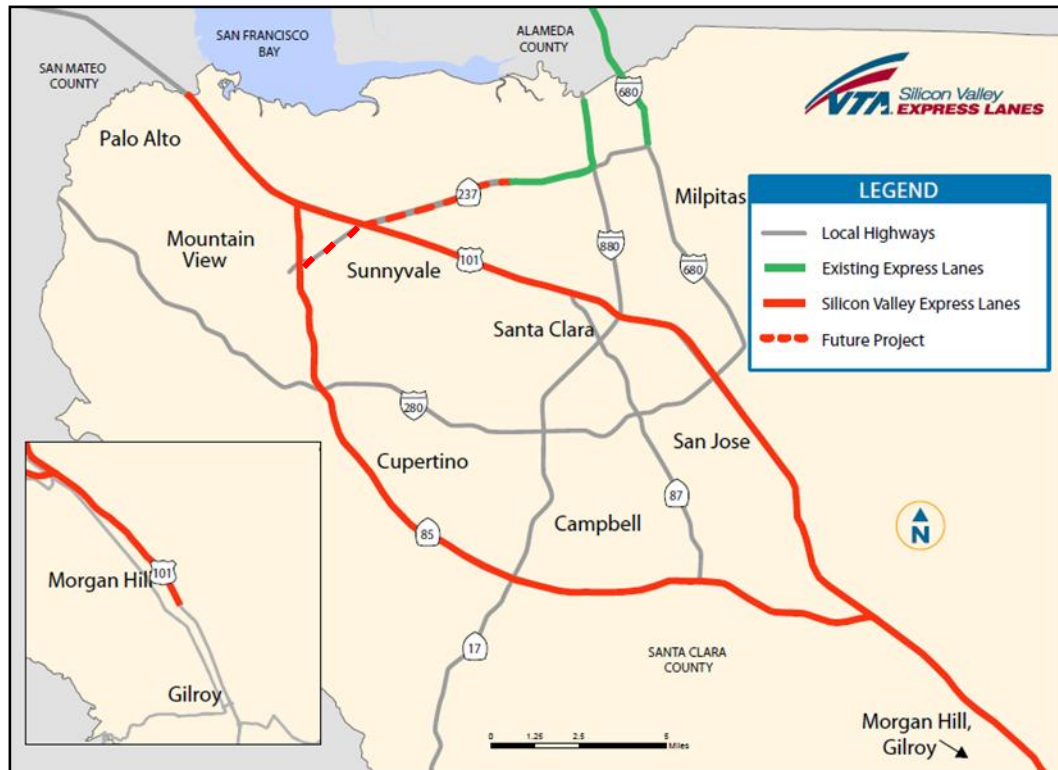 SAN FRANCISCO
BAY
ALAMEDA
COUNTY
SAN MATEO
COUNTY
680
VTA Silicon Valley
EXPRESS LANES
Palo Alto
237
Milpitas
LEGEND
Local Highways
Existing Express Lanes
Silicon Valley Express Lanes
Future Project
Mountain
View
Sunnyvale
101
880
680
Santa Clara
280
San Jose
Cupertino
87
Campbell
85
N
Morgan Hill
101
17
SANTA CLARA
COUNTY
Gilroy
Morgan Hill,
Gilroy
0 1.25 2.5 5
Miles